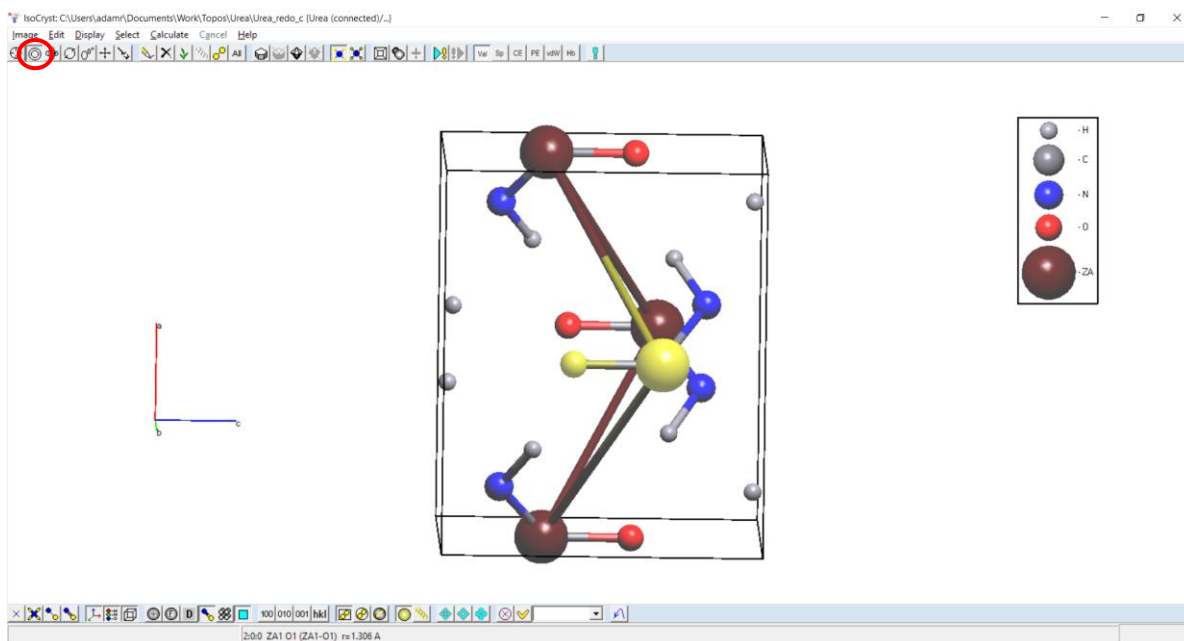 IsoCryst: C:\Users\adamr\Documents\Work\Topos\Urea\Urea_redo_c {Urea (connected)/...}
Image Edit Display Select Calculate Cancel Help
All Val Sp CE PE vdW Hb
-H
-C
-N
-O
-ZA
a
c
b
D 100 010 001 hkl
2:0:0 ZA1 O1 (ZA1-O1) r=1.306 A